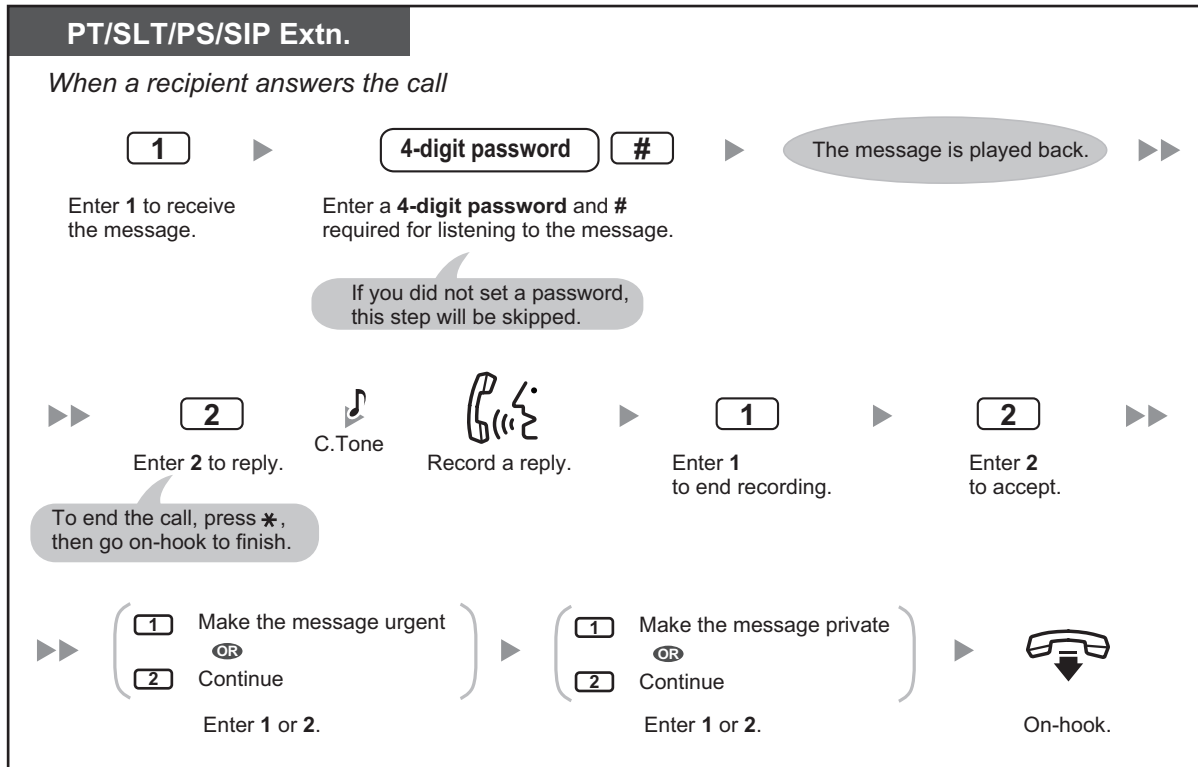 PT/SLT/PS/SIP Extn.
When a recipient answers the call
1
4-digit password #
The message is played back.
Enter 1 to receive
the message.
Enter a 4-digit password and #
required for listening to the message.
If you did not set a password,
this step will be skipped.
2
C.Tone
1
2
Enter 2 to reply.
Record a reply.
Enter 1
to end recording.
Enter 2
to accept.
To end the call, press *,
then go on-hook to finish.
1 Make the message urgent
OR
2 Continue
Enter 1 or 2.
1 Make the message private
OR
2 Continue
Enter 1 or 2.
On-hook.